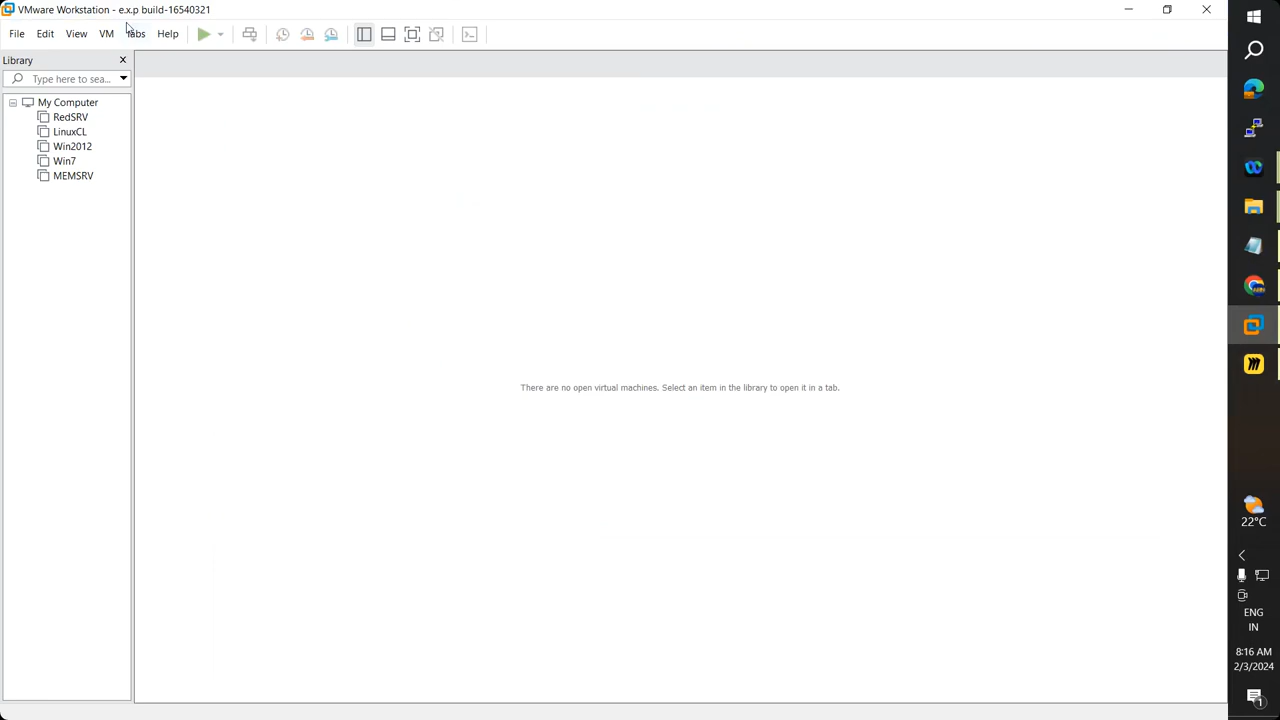 VMware Workstation - e.x.p build-16540321
File Edit View VM Tabs Help
Library
Type here to sea...
My Computer
RedSRV
LinuxCL
Win2012
Win7
MEMSRV
There are no open virtual machines. Select an item in the library to open it in a tab.
22°C
ENG
IN
8:16 AM
2/3/2024
1